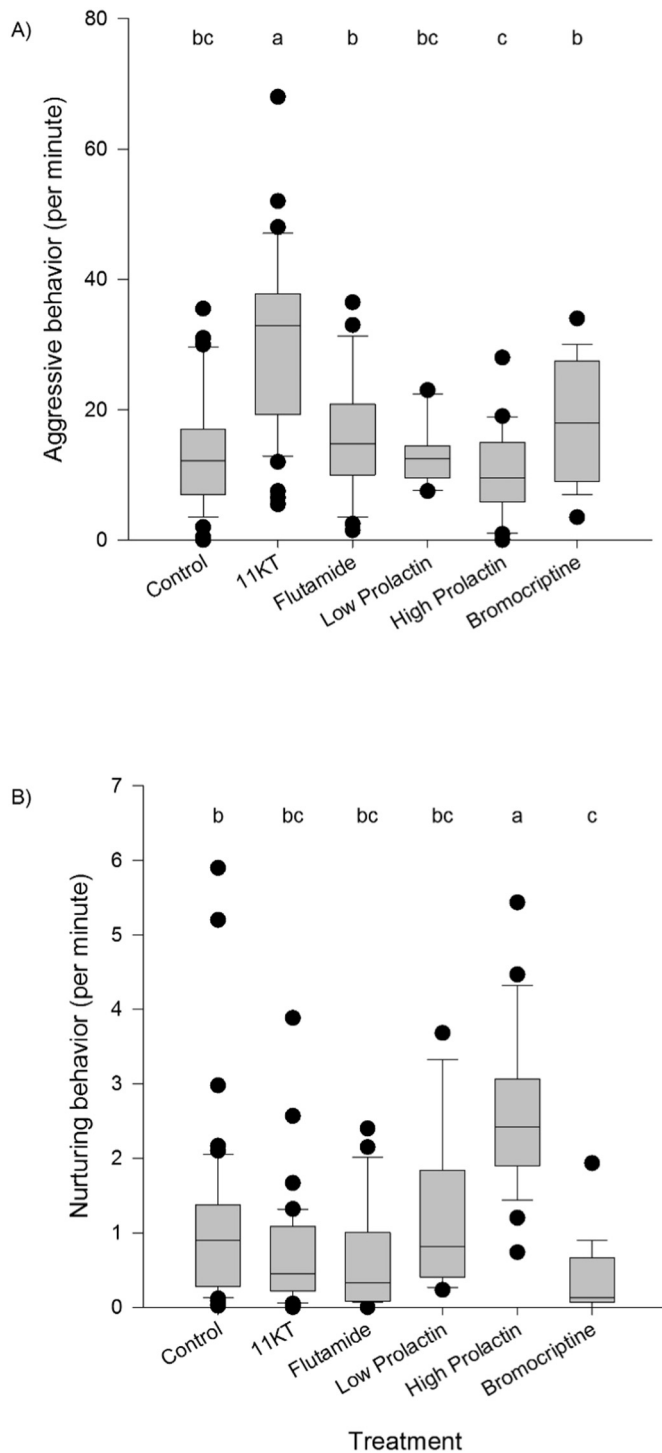 A)
bc a b bc c b
Aggressive behavior (per minute)
80
60
40
20
0
Control 11KT Flutamide Low Prolactin High Prolactin Bromocriptine
B)
b bc bc bc a c
Nurturing behavior (per minute)
7
6
5
4
3
2
1
0
Control 11KT Flutamide Low Prolactin High Prolactin Bromocriptine
Treatment